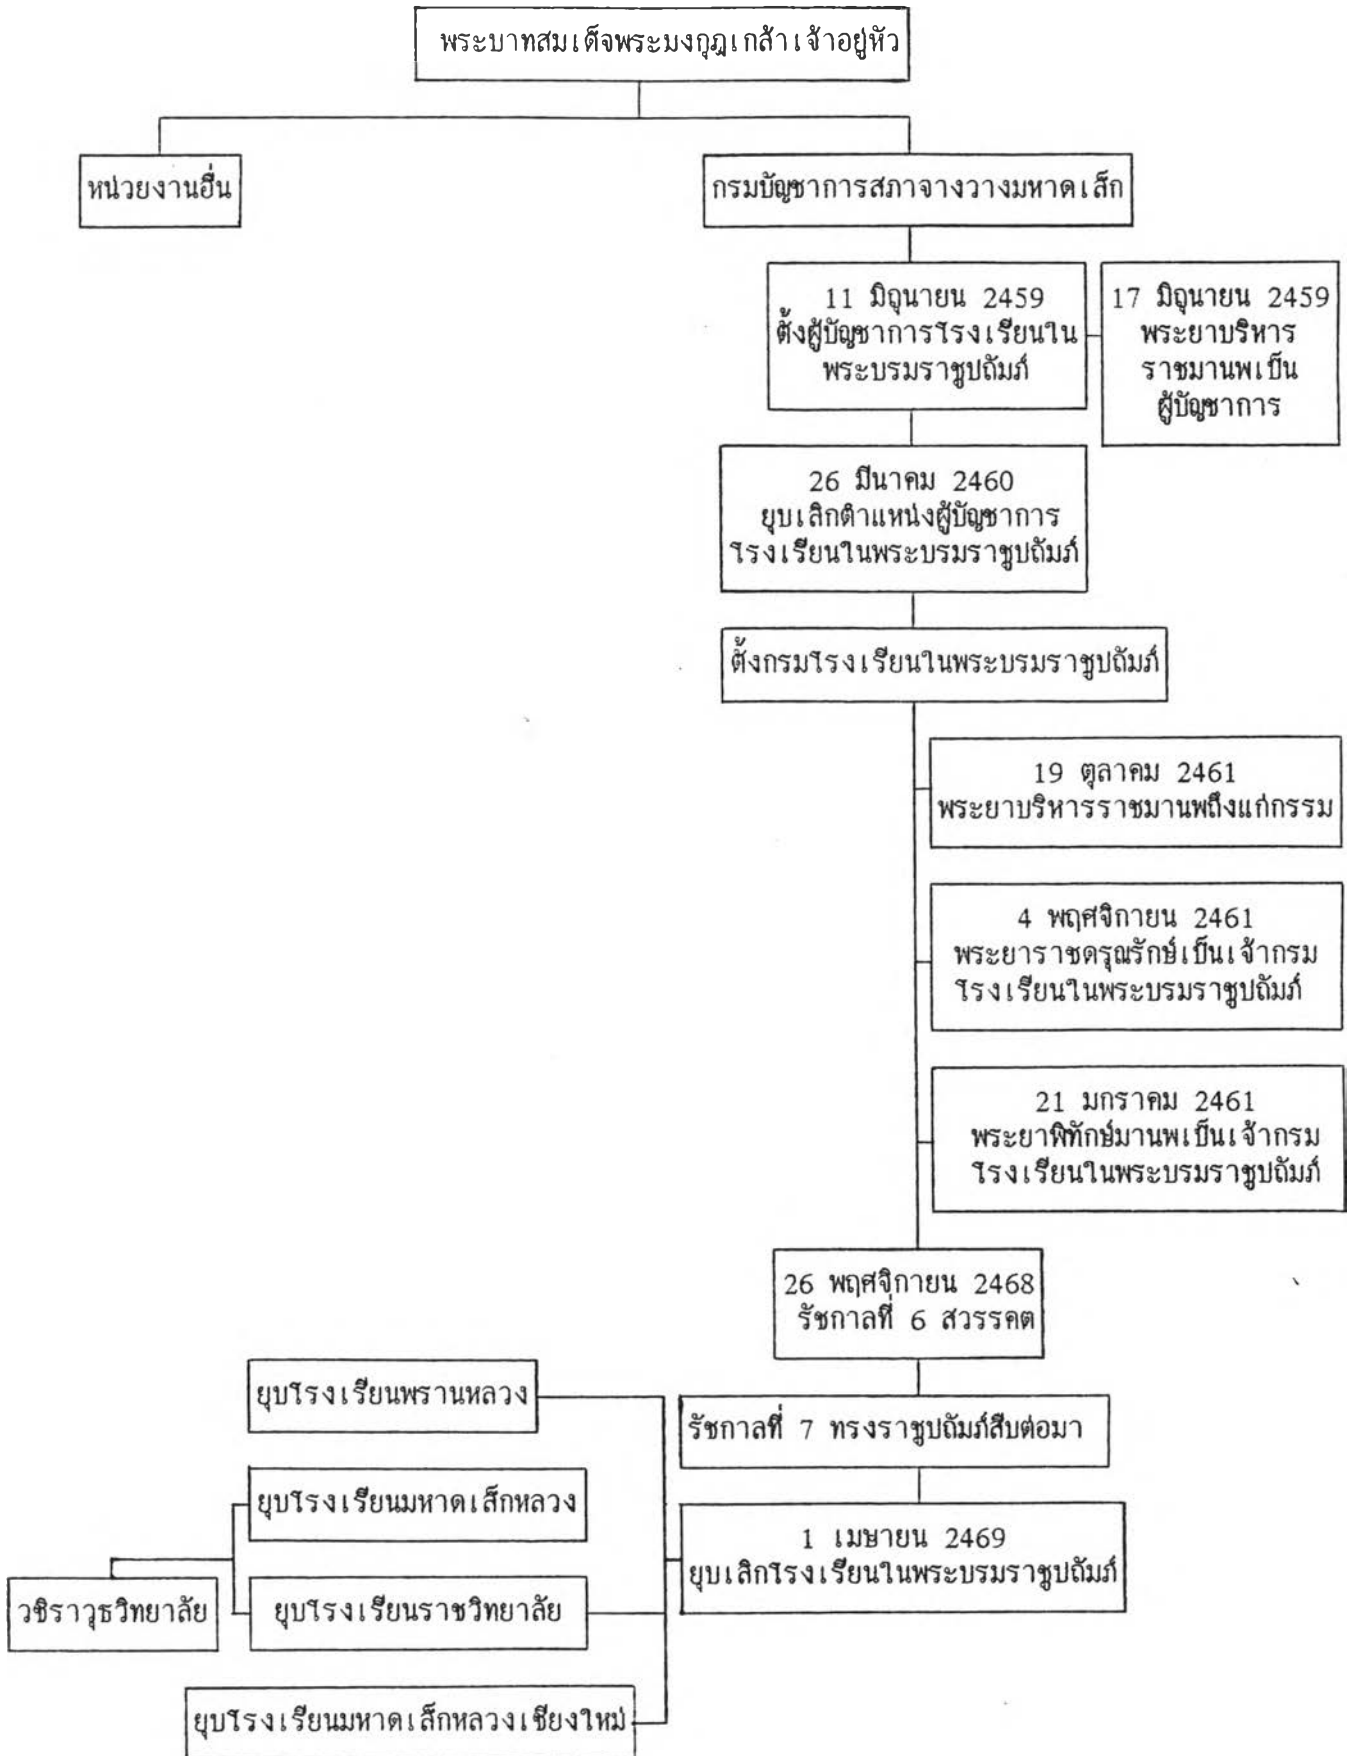 พระบาทสมเด็จพระมงกุฎเกล้าเจ้าอยู่หัว
หน่วยงานอื่น
กรมบัญชาการสภาจางวางมหาดเล็ก
11 มิถุนายน 2459
ตั้งผู้บัญชาการโรงเรียนใน
พระบรมราชูปถัมภ์
17 มิถุนายน 2459
พระยาบริหาร
ราชมานพเป็น
ผู้บัญชาการ
26 มีนาคม 2460
ยุบเลิกตำแหน่งผู้บัญชาการ
โรงเรียนในพระบรมราชูปถัมภ์
ตั้งกรมโรงเรียนในพระบรมราชูปถัมภ์
19 ตุลาคม 2461
พระยาบริหารราชมานพถึงแก่กรรม
4 พฤศจิกายน 2461
พระยาราชดรุณรักษ์เป็นเจ้ากรม
โรงเรียนในพระบรมราชูปถัมภ์
21 มกราคม 2461
พระยาพิทักษ์มานพเป็นเจ้ากรม
โรงเรียนในพระบรมราชูปถัมภ์
26 พฤศจิกายน 2468
รัชกาลที่ 6 สวรรคต
ยุบโรงเรียนพรานหลวง
รัชกาลที่ 7 ทรงราชูปถัมภ์สืบต่อมา
ยุบโรงเรียนมหาดเล็กหลวง
1 เมษายน 2469
ยุบเลิกโรงเรียนในพระบรมราชูปถัมภ์
วชิราวุธวิทยาลัย
ยุบโรงเรียนราชวิทยาลัย
ยุบโรงเรียนมหาดเล็กหลวงเชียงใหม่